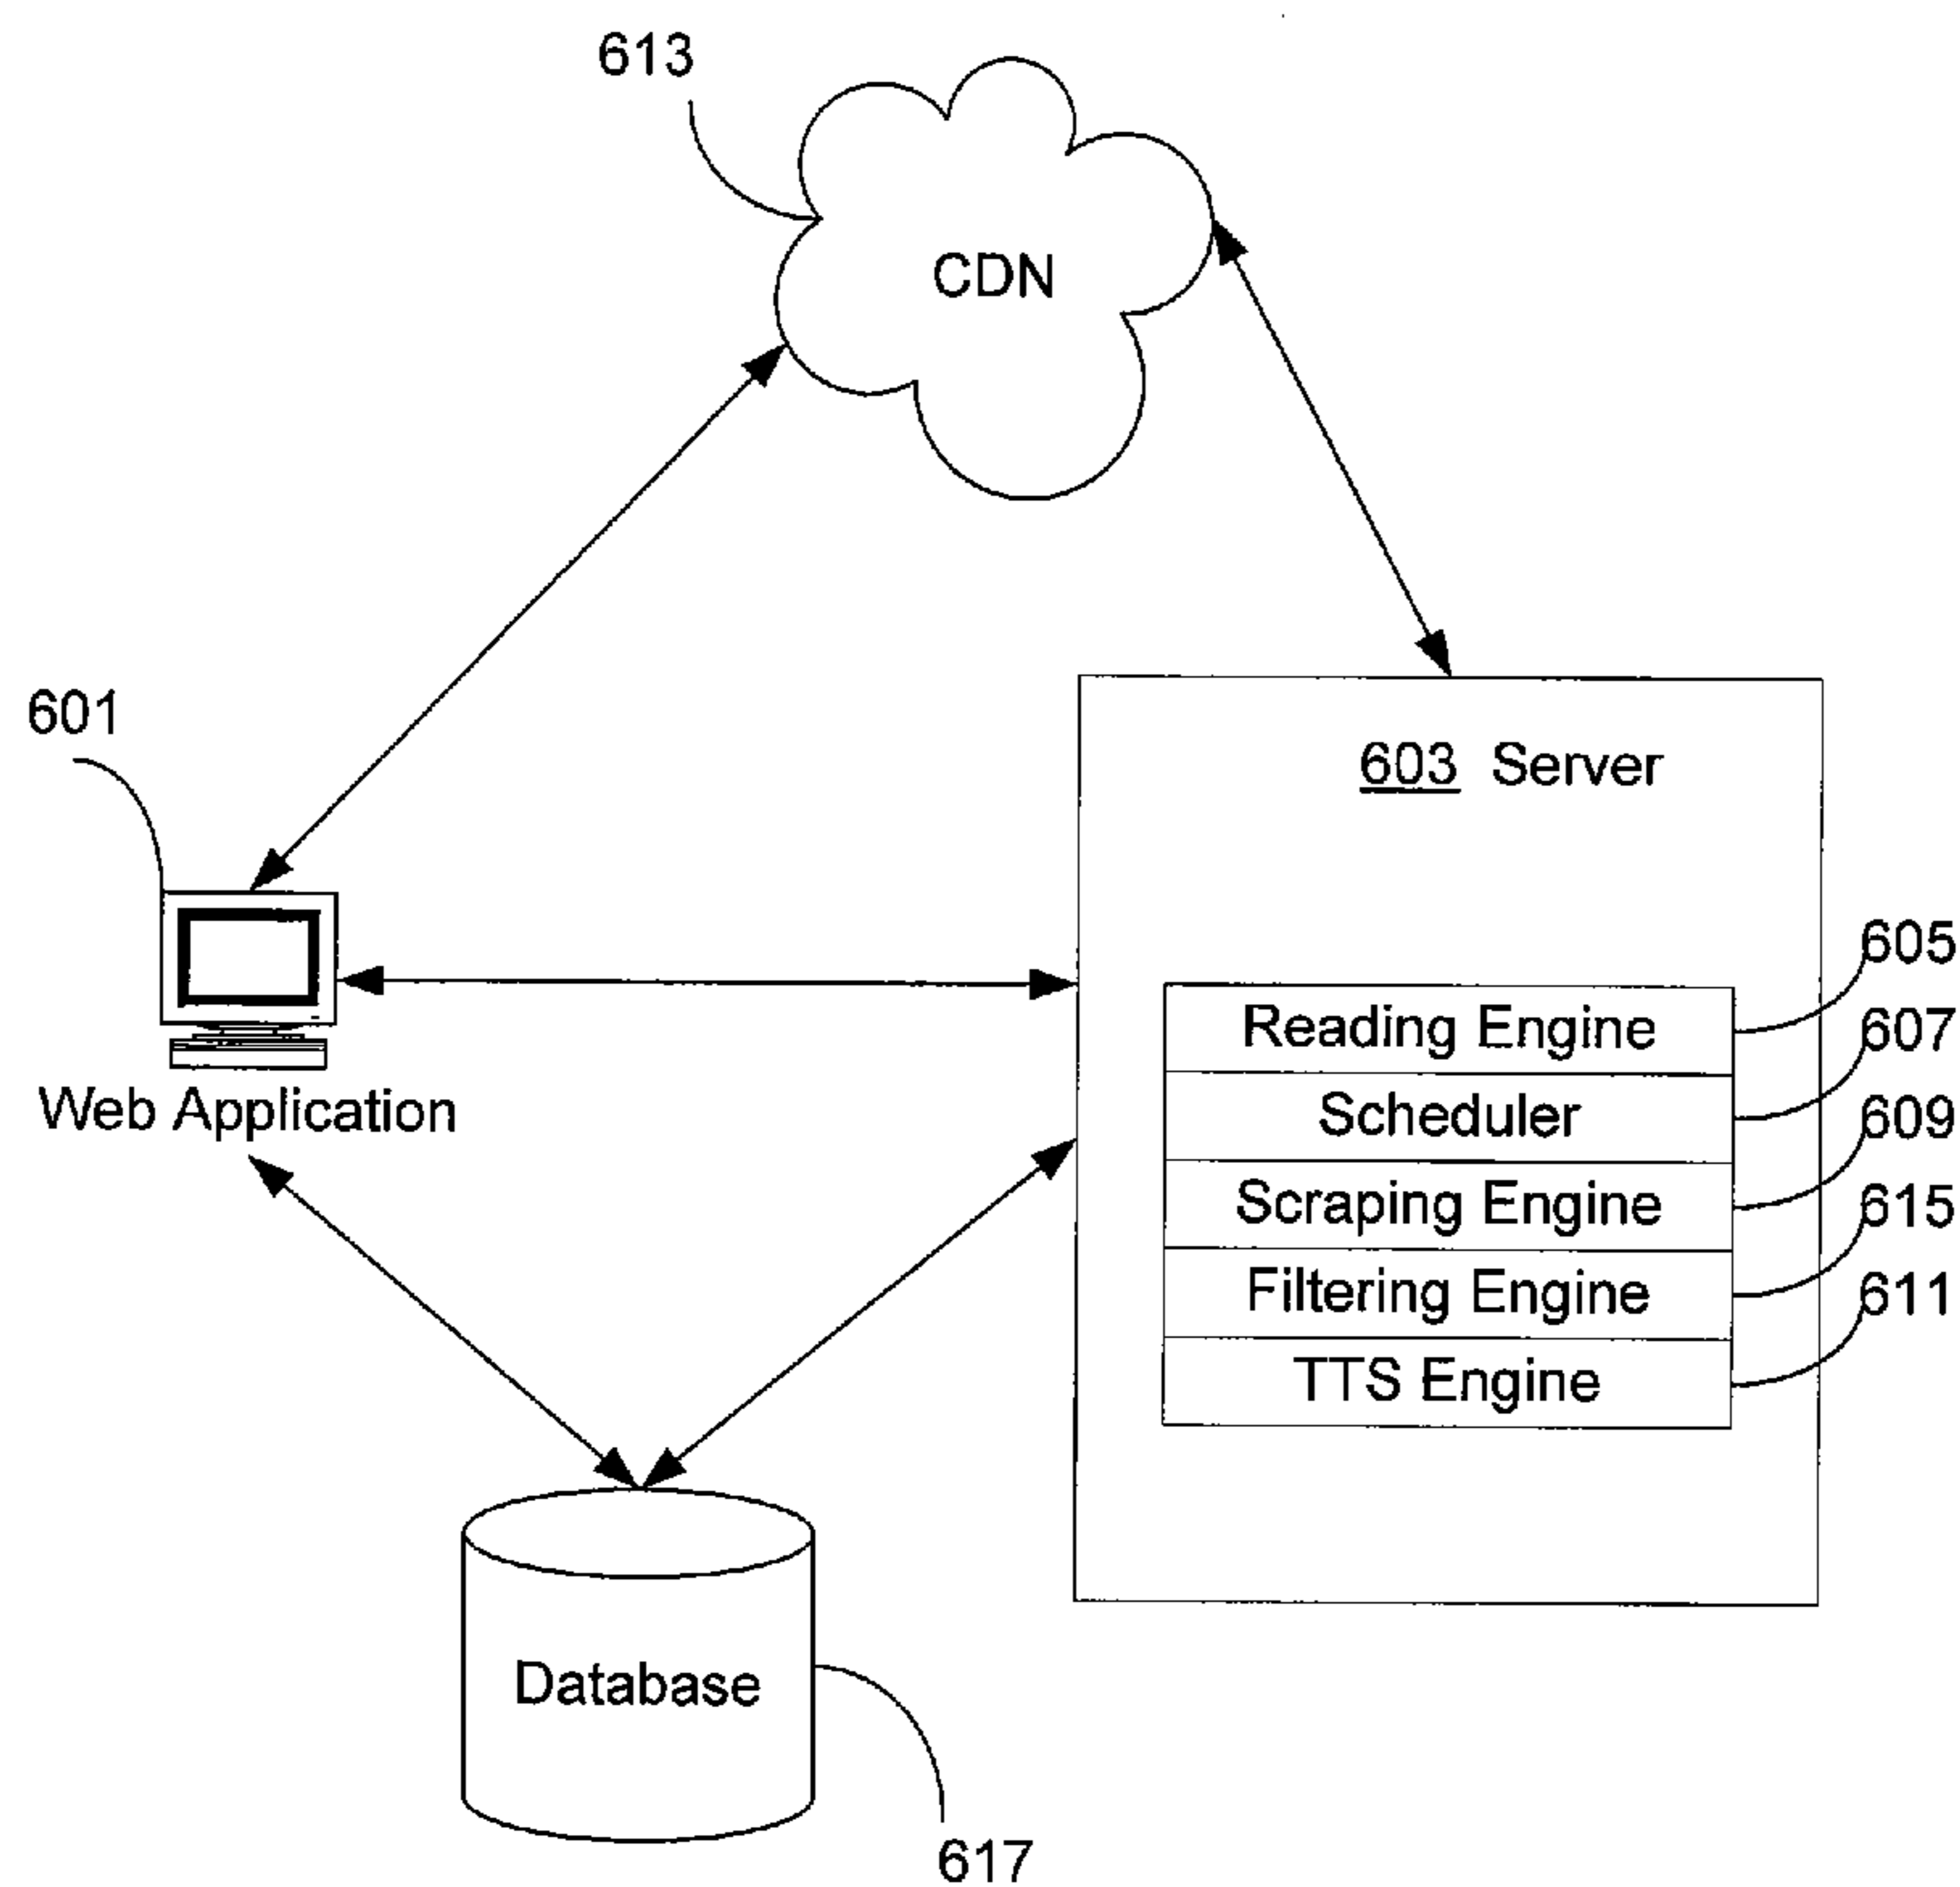 613
CDN
601
603 Server
605
Reading Engine
607
Scheduler
609
Web Application
Scraping Engine
615
Filtering Engine
611
TTS Engine
Database
617